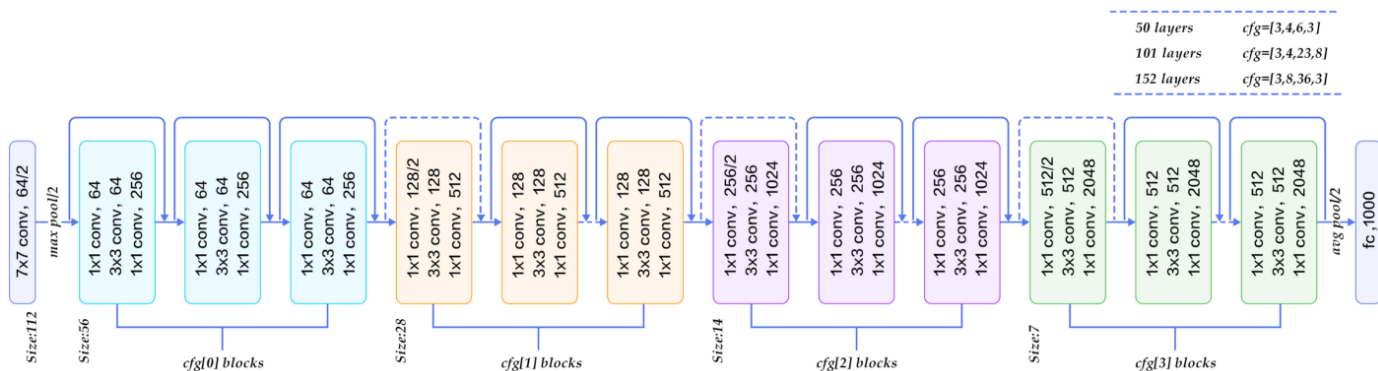 50 layers cfg=[3,4,6,3]
101 layers cfg=[3,4,23,8]
152 layers cfg=[3,8,36,3]
7×7 conv, 64/2
max pool/2
1x1 conv, 64
3x3 conv, 64
1x1 conv, 256
1x1 conv, 64
3x3 conv, 64
1x1 conv, 256
1x1 conv, 64
3x3 conv, 64
1x1 conv, 256
1x1 conv, 128/2
3x3 conv, 128
1x1 conv, 512
1x1 conv, 128
3x3 conv, 128
1x1 conv, 512
1x1 conv, 128
3x3 conv, 128
1x1 conv, 512
1x1 conv, 256/2
3x3 conv, 256
1x1 conv, 1024
1x1 conv, 256
3x3 conv, 256
1x1 conv, 1024
1x1 conv, 256
3x3 conv, 256
1x1 conv, 1024
1x1 conv, 512/2
3x3 conv, 512
1x1 conv, 2048
1x1 conv, 512
3x3 conv, 512
1x1 conv, 2048
1x1 conv, 512
3x3 conv, 512
1x1 conv, 2048
avg pool/2
fc ,1000
Size:112
Size:56
cfg[0] blocks
Size:28
cfg[1] blocks
Size:14
cfg[2] blocks
Size:7
cfg[3] blocks